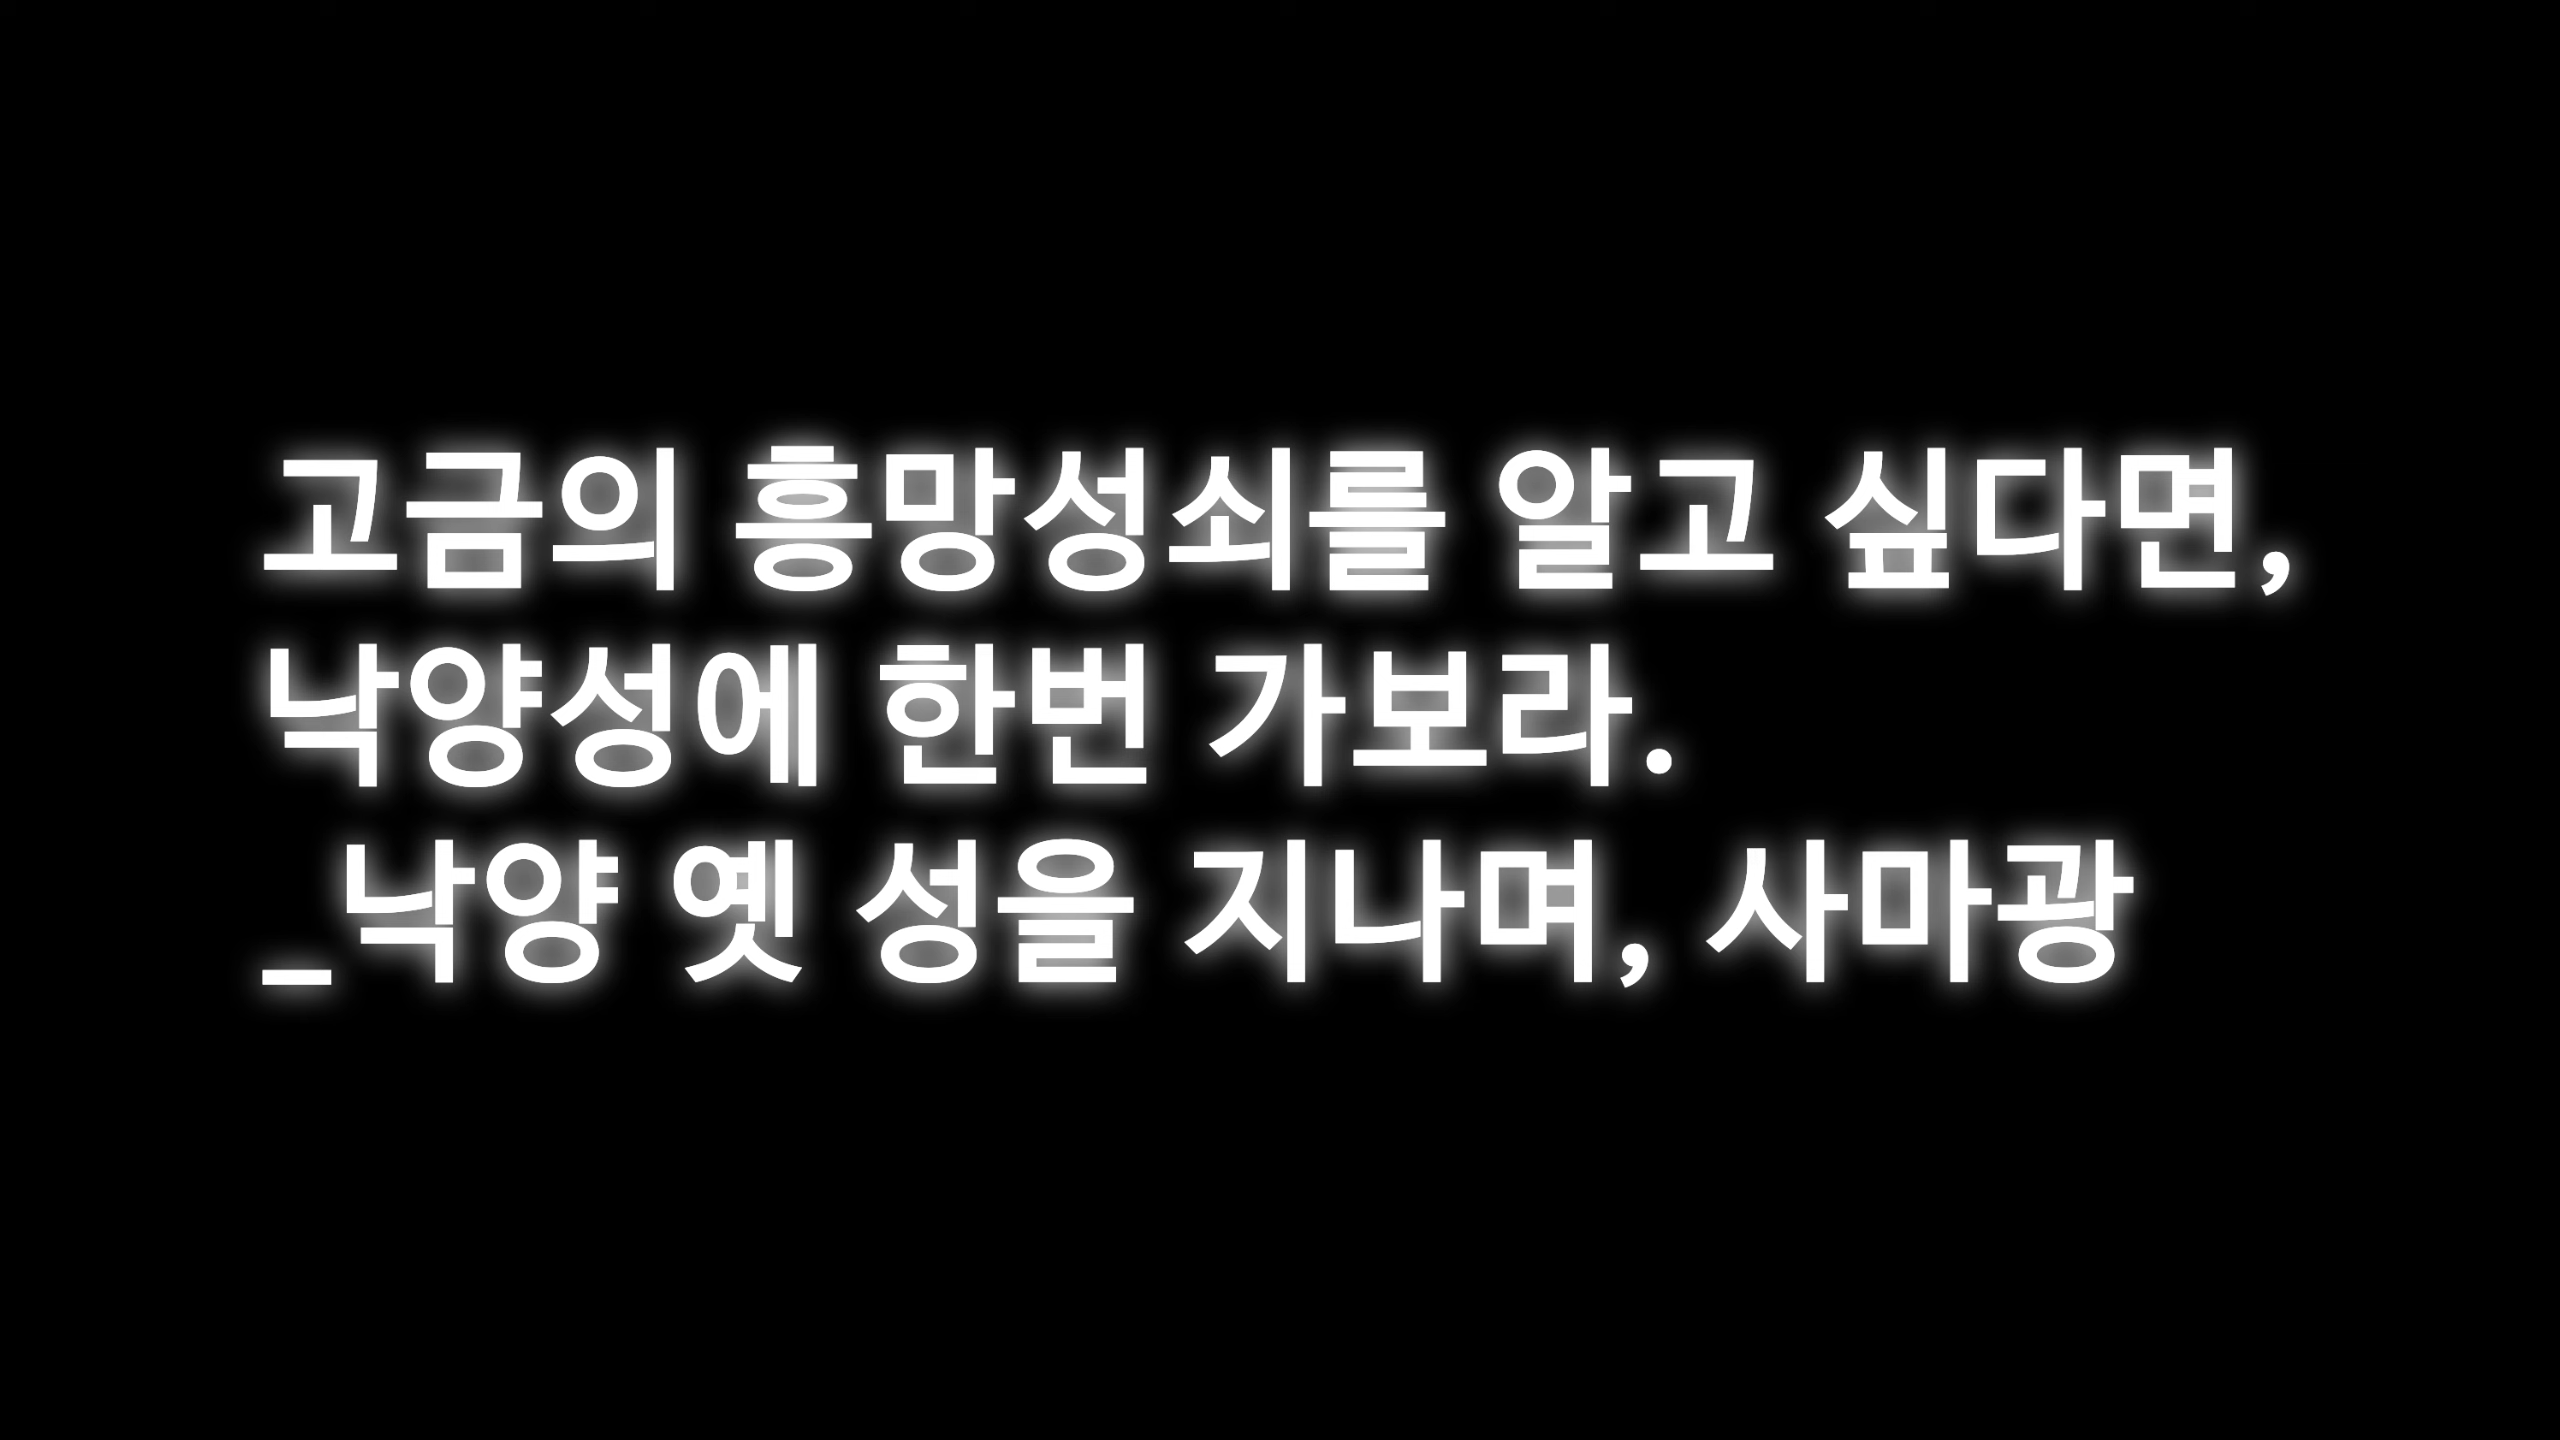 고금의 흥망성쇠를 알고 싶다면,
낙양성에 한번 가보라.
_낙양 옛 성을 지나며, 사마광